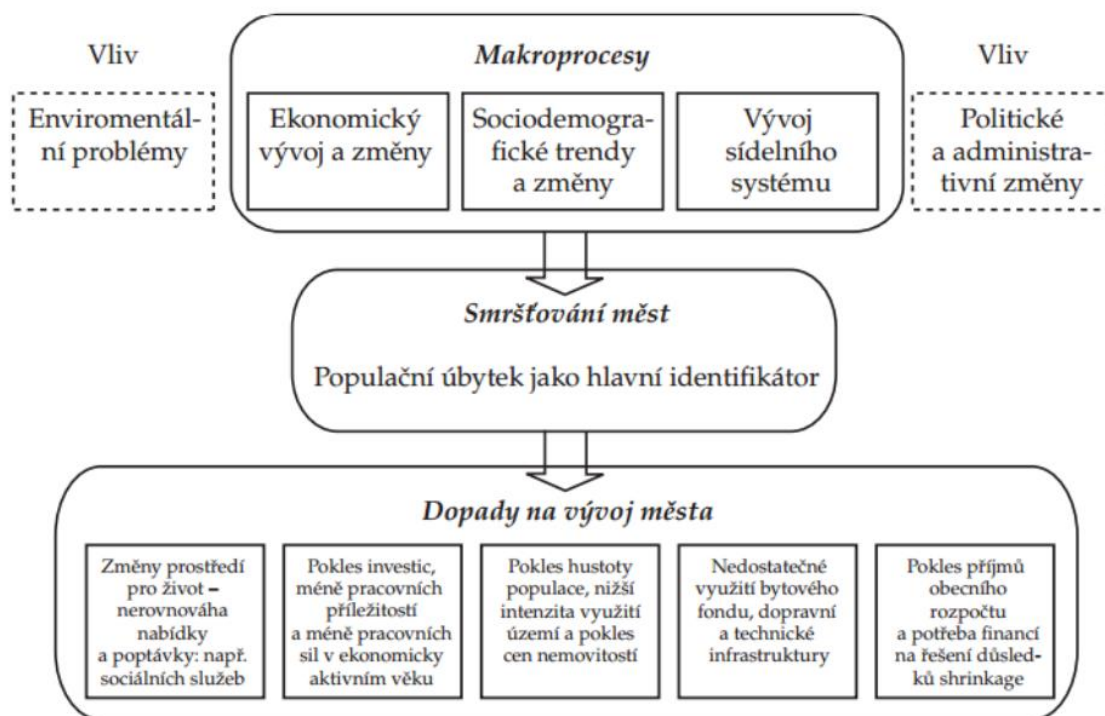 Vliv
Makroprocesy
Vliv
Enviromentál-
ní problémy
Ekonomický
vývoj a změny
Sociodemogra-
fické trendy
a změny
Vývoj
sídelního
systému
Politické
a administra-
tivní změny
Smršťování měst
Populační úbytek jako hlavní identifikátor
Dopady na vývoj města
Změny prostředí
pro život –
nerovnováha
nabídky
a poptávky: např.
sociálních služeb
Pokles investic,
méně pracovních
příležitostí
a méně pracovních
sil v ekonomicky
aktivním věku
Pokles hustoty
populace, nižší
intenzita využití
území a pokles
cen nemovitostí
Nedostatečné
využití bytového
fondu, dopravní
a technické
infrastruktury
Pokles příjmů
obecního
rozpočtu
a potřeba financí
na řešení důsled-
ků shrinkage